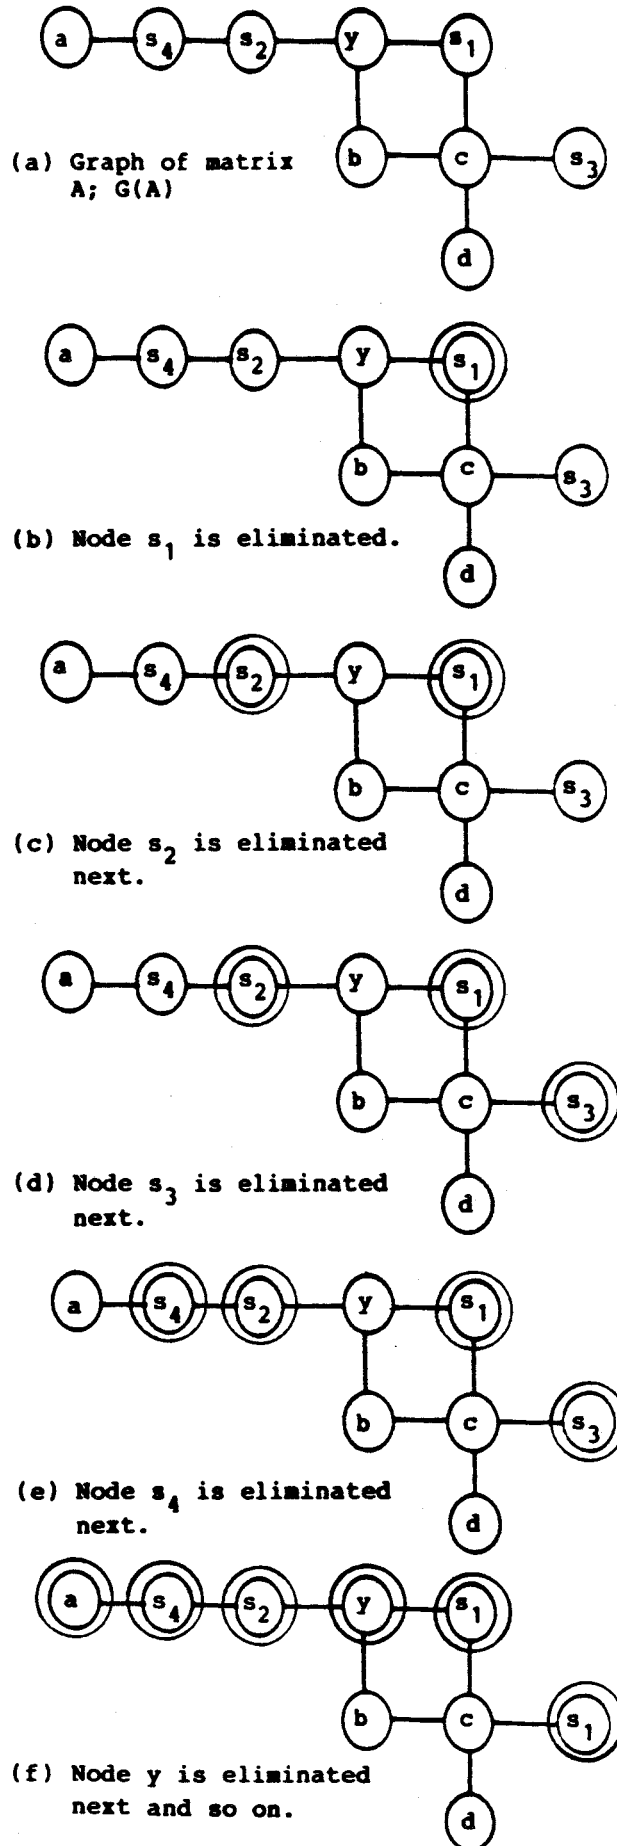 a s₄ s₂ y s₁
b c s₃
(a) Graph of matrix
A; G(A)
d
a s₄ s₂ y s₁
b c s₃
(b) Node s₁ is eliminated.
d
a s₄ s₂ y s₁
b c s₃
(c) Node s₂ is eliminated
next.
d
a s₄ s₂ y s₁
b c s₃
(d) Node s₃ is eliminated
next.
d
a s₄ s₂ y s₁
b c s₃
(e) Node s₄ is eliminated
next.
d
a s₄ s₂ y s₁
b c s₁
(f) Node y is eliminated
next and so on.
d